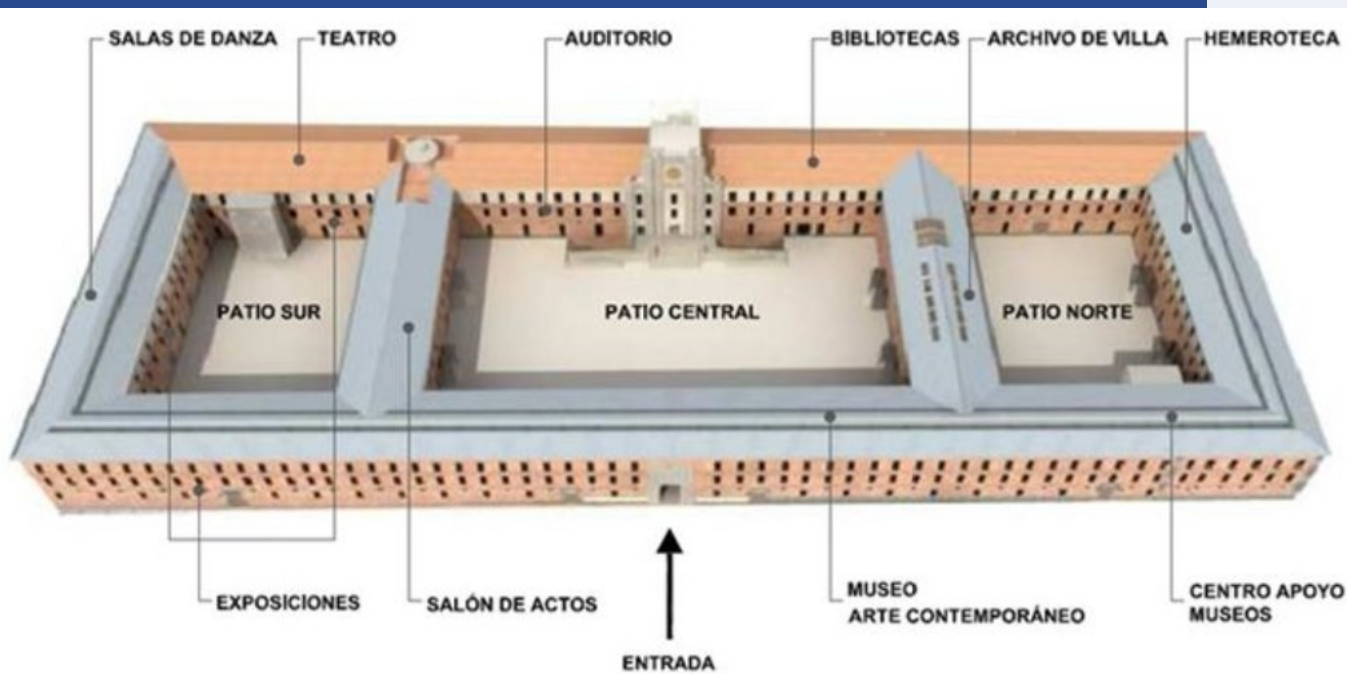 SALAS DE DANZA
TEATRO
AUDITORIO
BIBLIOTECAS
ARCHIVO DE VILLA
HEMEROTECA
PATIO SUR
PATIO CENTRAL
PATIO NORTE
EXPOSICIONES
SALÓN DE ACTOS
MUSEO
ARTE CONTEMPORÁNEO
CENTRO APOYO
MUSEOS
ENTRADA